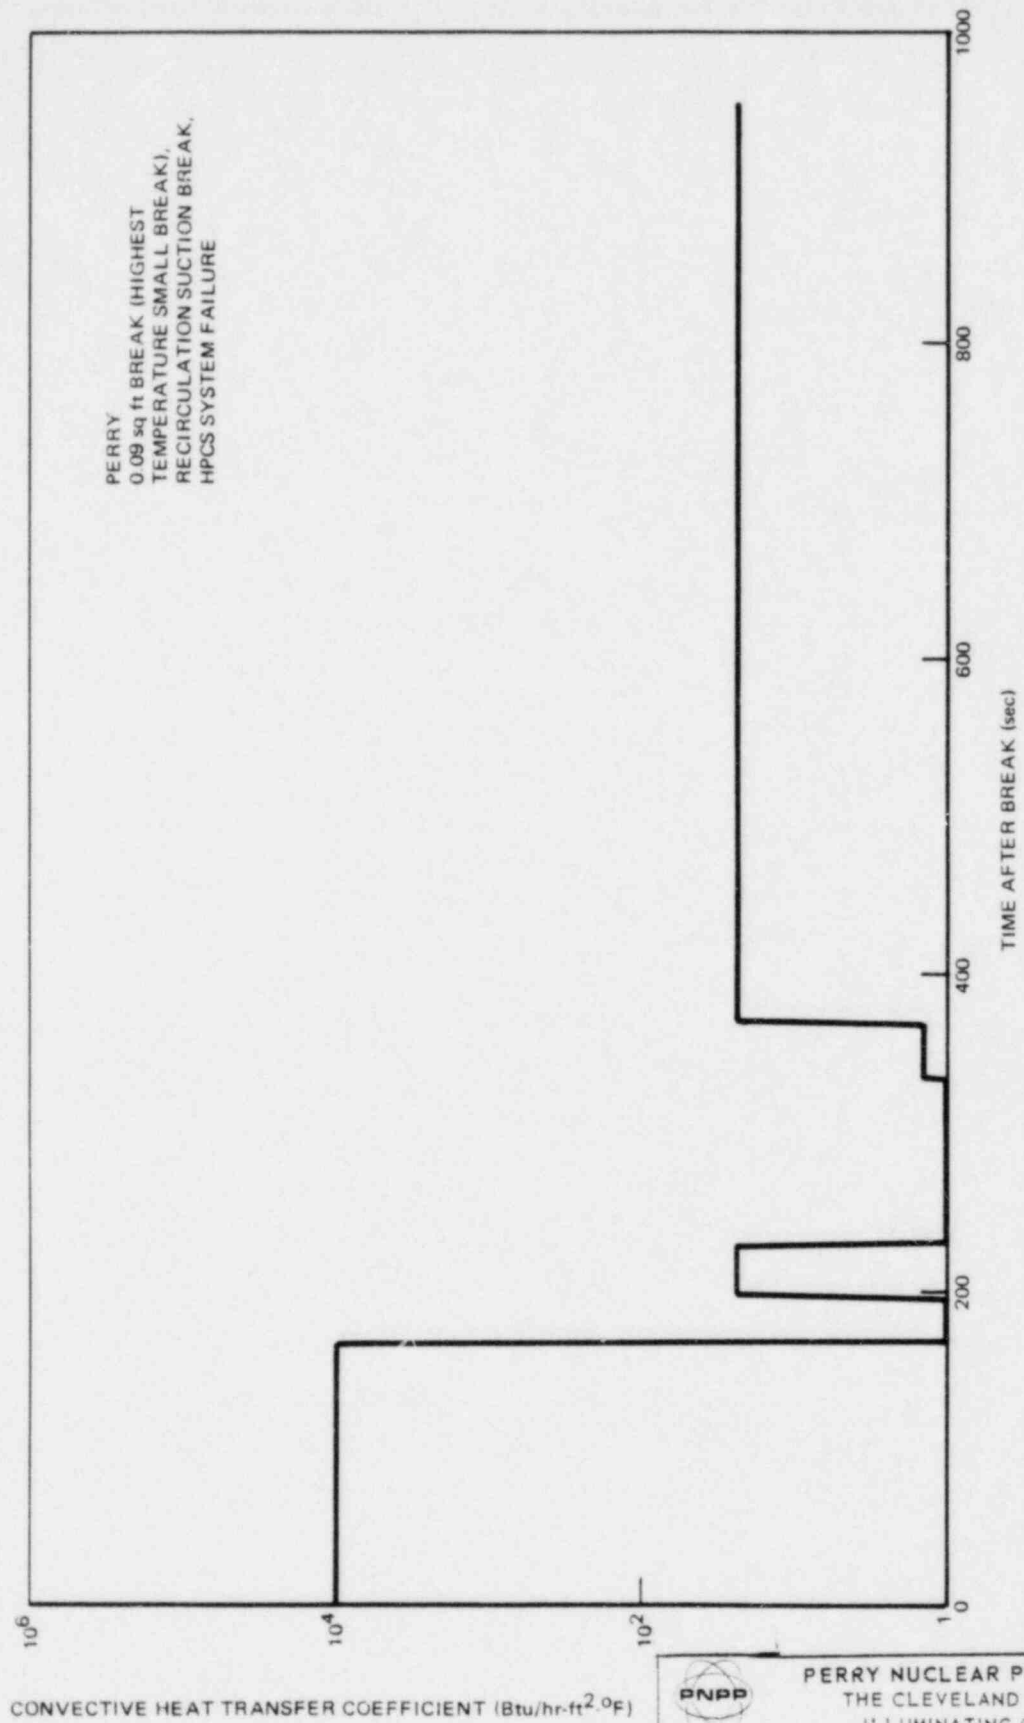 PERRY
0.09 sq ft BREAK (HIGHEST
TEMPERATURE SMALL BREAK),
RECIRCULATION SUCTION BREAK,
HPCS SYSTEM FAILURE
10⁶
10⁴
10²
1
0
200
400
600
800
1000
TIME AFTER BREAK (sec)
CONVECTIVE HEAT TRANSFER COEFFICIENT (Btu/hr-ft²-°F)
PNPP
PERRY NUCLEAR P
THE CLEVELAND